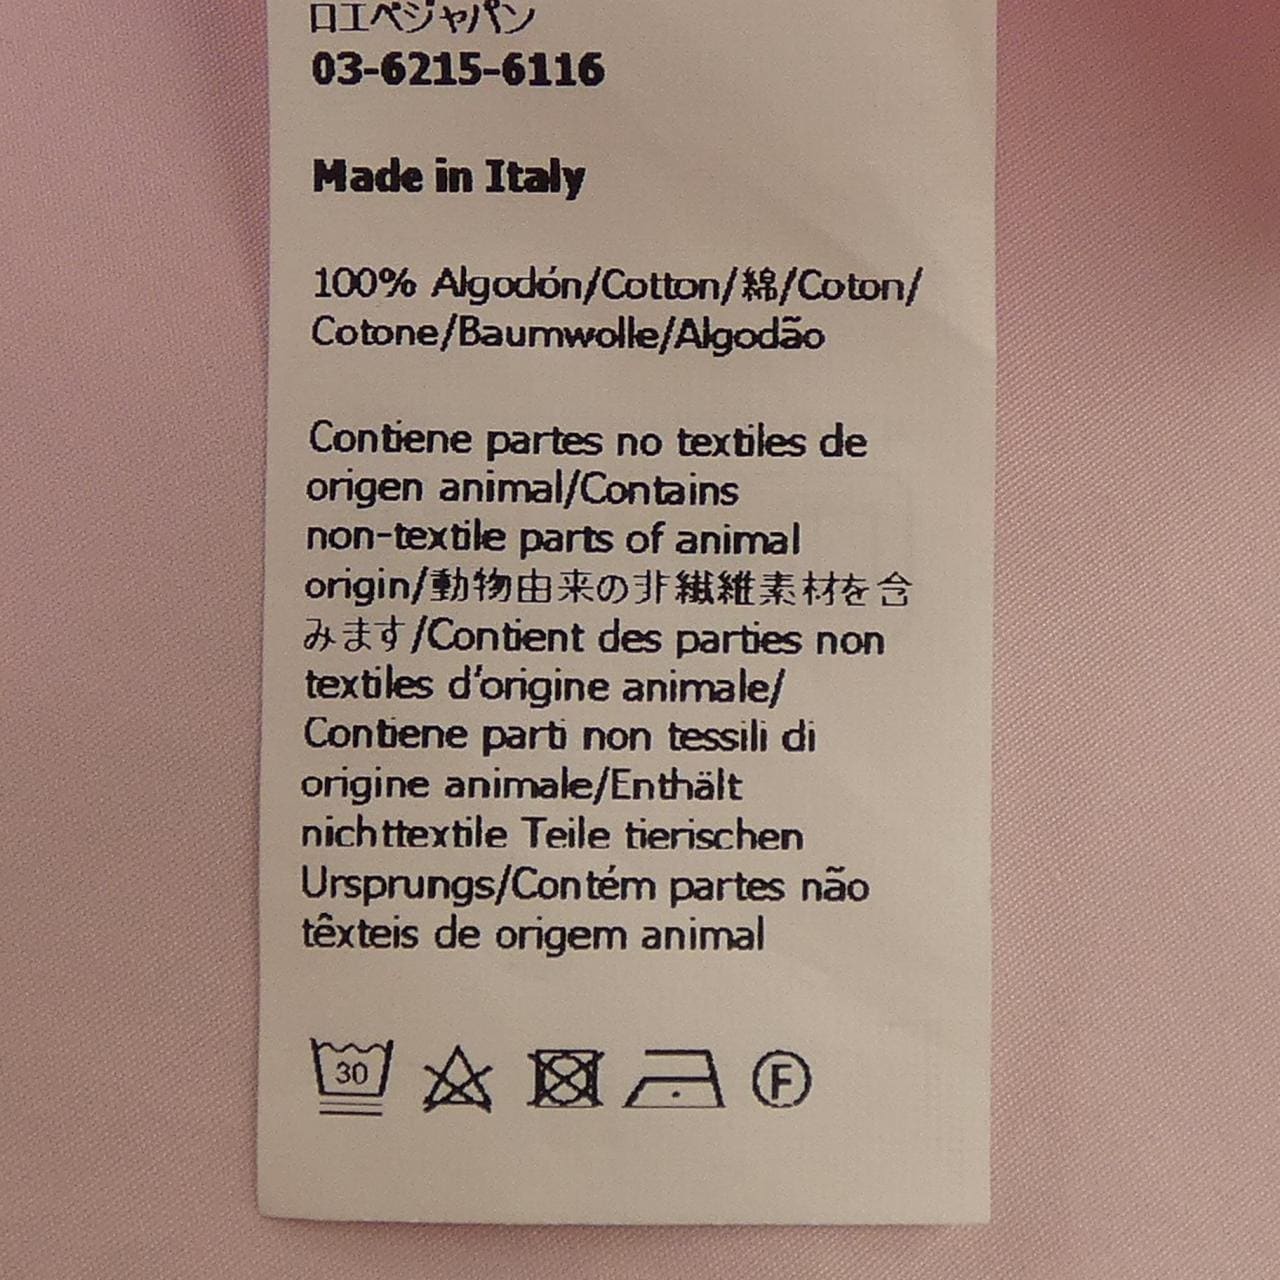 ロエベジャパン
03-6215-6116
Made in Italy
100% Algodón/Cotton/綿/Coton/
Cotone/Baumwolle/Algodão
Contiene partes no textiles de
origen animal/Contains
non-textile parts of animal
origin/動物由来の非繊維素材を含
みます/Contient des parties non
textiles d'origine animale/
Contiene parti non tessili di
origine animale/Enthält
nichttextile Teile tierischen
Ursprungs/Contém partes não
têxteis de origem animal
30 F